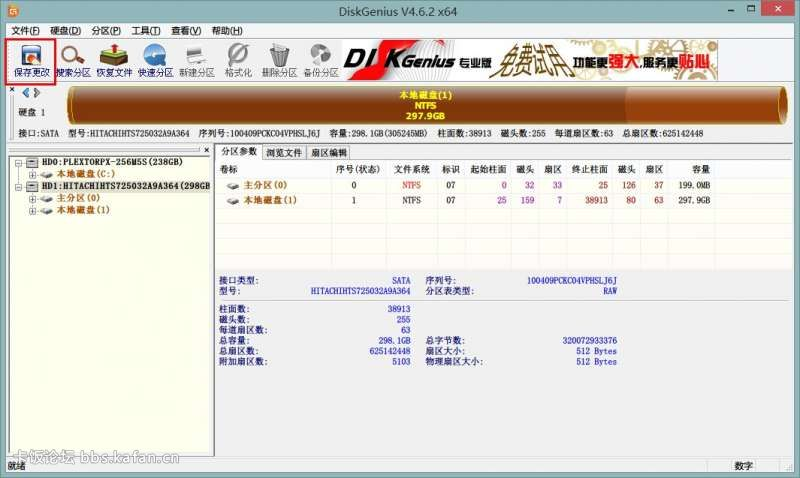 DiskGenius V4.6.2 x64
文件(F) 硬盘(D) 分区(P) 工具(T) 查看(V) 帮助(H)
保存更改 搜索分区 恢复文件 快速分区 新建分区 格式化 删除分区 备份分区 DISKGenius 专业版 免费试用 功能更强大,服务更贴心
硬盘 1
本地磁盘(1)
NTFS
297.9GB
接口:SATA 型号:HITACHIHTS725032A9A364 序列号:100409PCKC04VPHSLJ6J 容量:298.1GB(305245MB) 柱面数:38913 磁头数:255 每道扇区数:63 总扇区数:625142448
HD0:PLEXTORPX-256M5S(238GB)
本地磁盘(C:)
HD1:HITACHIHTS725032A9A364(298GB
主分区(0)
本地磁盘(1)
分区参数 浏览文件 扇区编辑
卷标 序号(状态) 文件系统 标识 起始柱面 磁头 扇区 终止柱面 磁头 扇区 容量
主分区(0) 0 NTFS 07 0 32 33 25 126 37 199.0MB
本地磁盘(1) 1 NTFS 07 25 159 7 38913 80 63 297.9GB
接口类型: SATA 序列号: 100409PCKC04VPHSLJ6J
型号: HITACHIHTS725032A9A364 分区表类型: RAW
柱面数: 38913
磁头数: 255
每道扇区数: 63
总容量: 298.1GB 总字节数: 320072933376
总扇区数: 625142448 扇区大小: 512 Bytes
附加扇区数: 5103 物理扇区大小: 512 Bytes
卡饭论坛 bbs.kafan.cn
就绪 数字